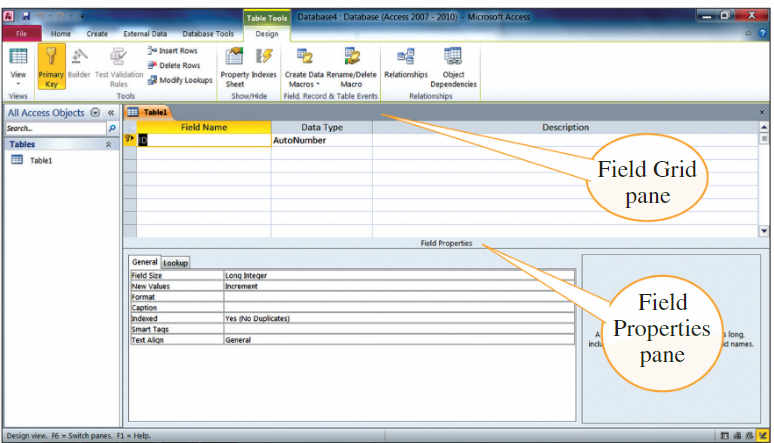 Table Tools Database4 : Database (Access 2007 - 2010) - Microsoft Access
File Home Create External Data Database Tools Design
View
Primary Key
Builder
Test Validation Rules
Insert Rows
Delete Rows
Modify Lookups
Property Sheet
Indexes
Create Data Macros
Rename/Delete Macro
Relationships
Object Dependencies
Views Tools Show/Hide Field, Record & Table Events Relationships
All Access Objects
Search...
Tables
Table1
Table1
Field Name Data Type Description
ID AutoNumber
Field Grid
pane
Field Properties
General Lookup
Field Size Long Integer
New Values Increment
Format
Caption
Indexed Yes (No Duplicates)
Smart Tags
Text Align General
Field
Properties
pane
A s long,
incl d names.
Design view. F6 = Switch panes. F1 = Help.